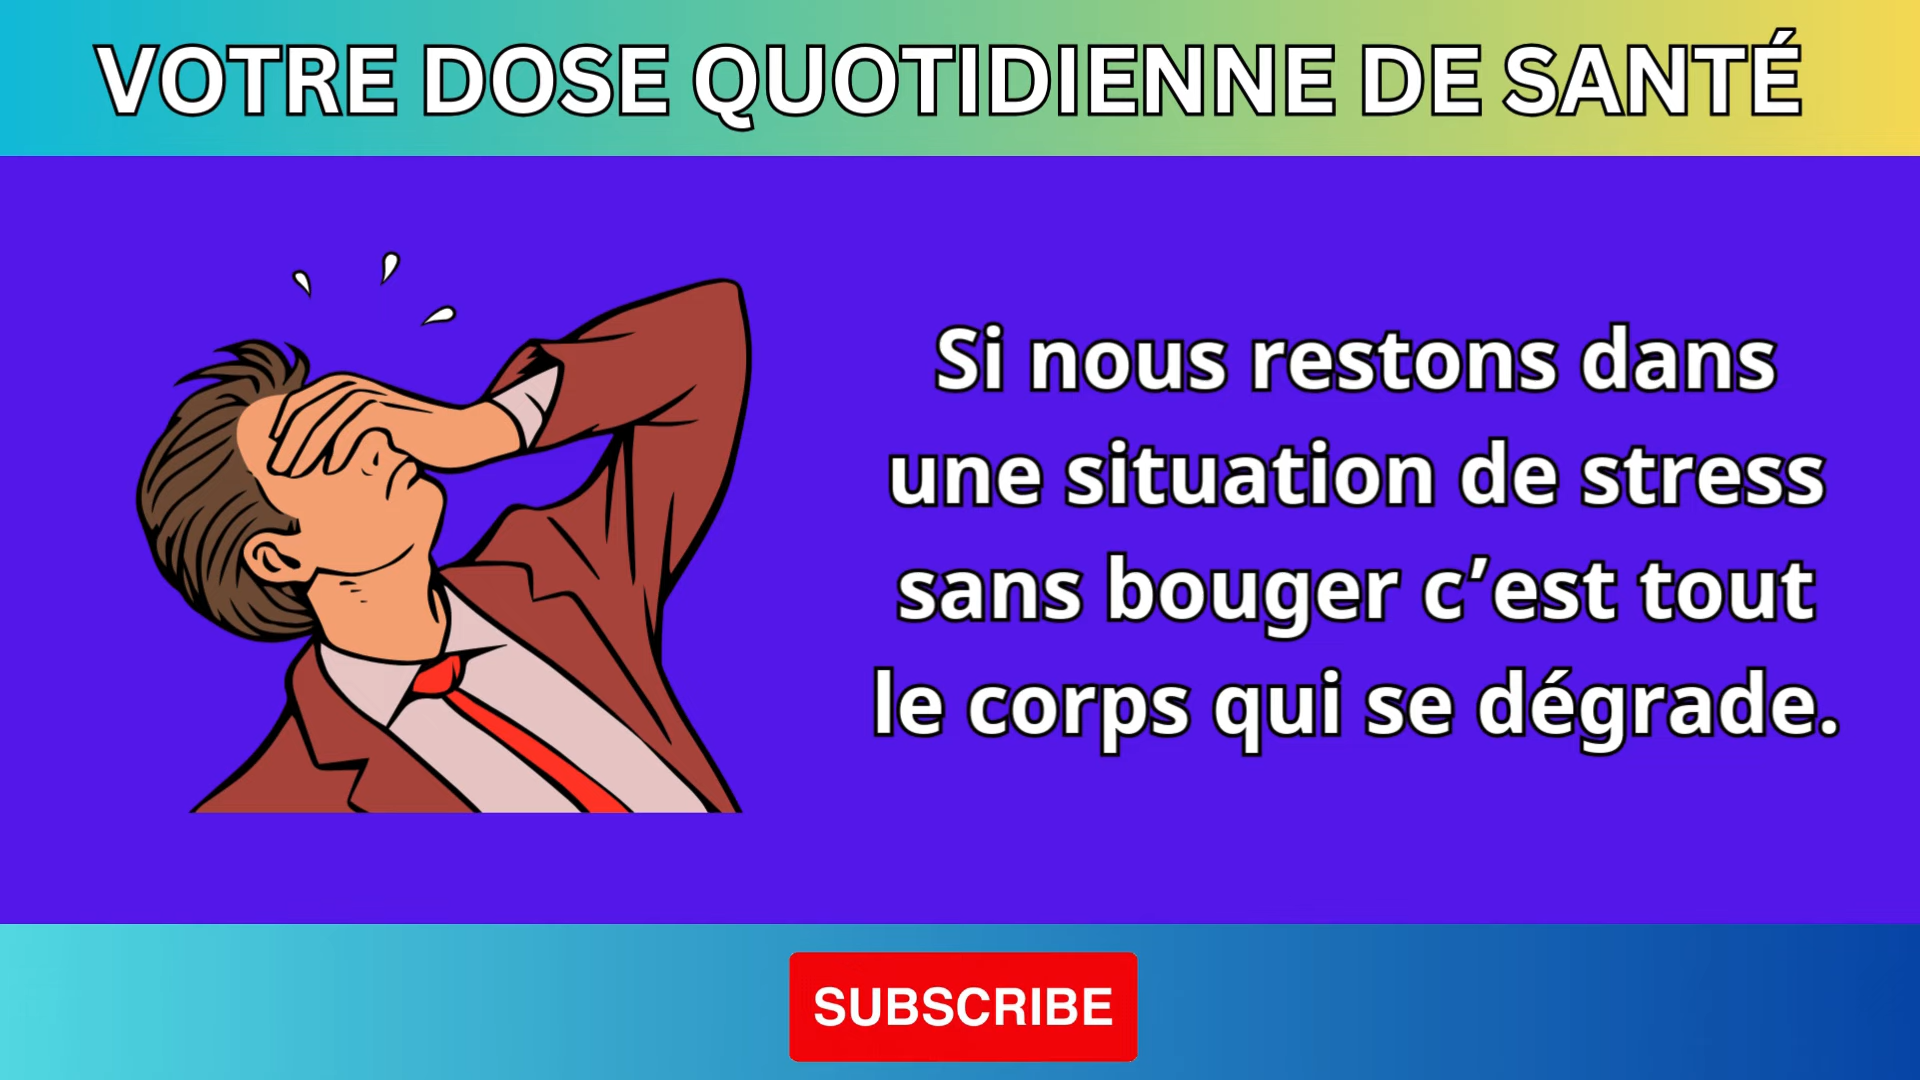 VOTRE DOSE QUOTIDIENNE DE SANTÉ
Si nous restons dans
une situation de stress
sans bouger c’est tout
le corps qui se dégrade.
SUBSCRIBE